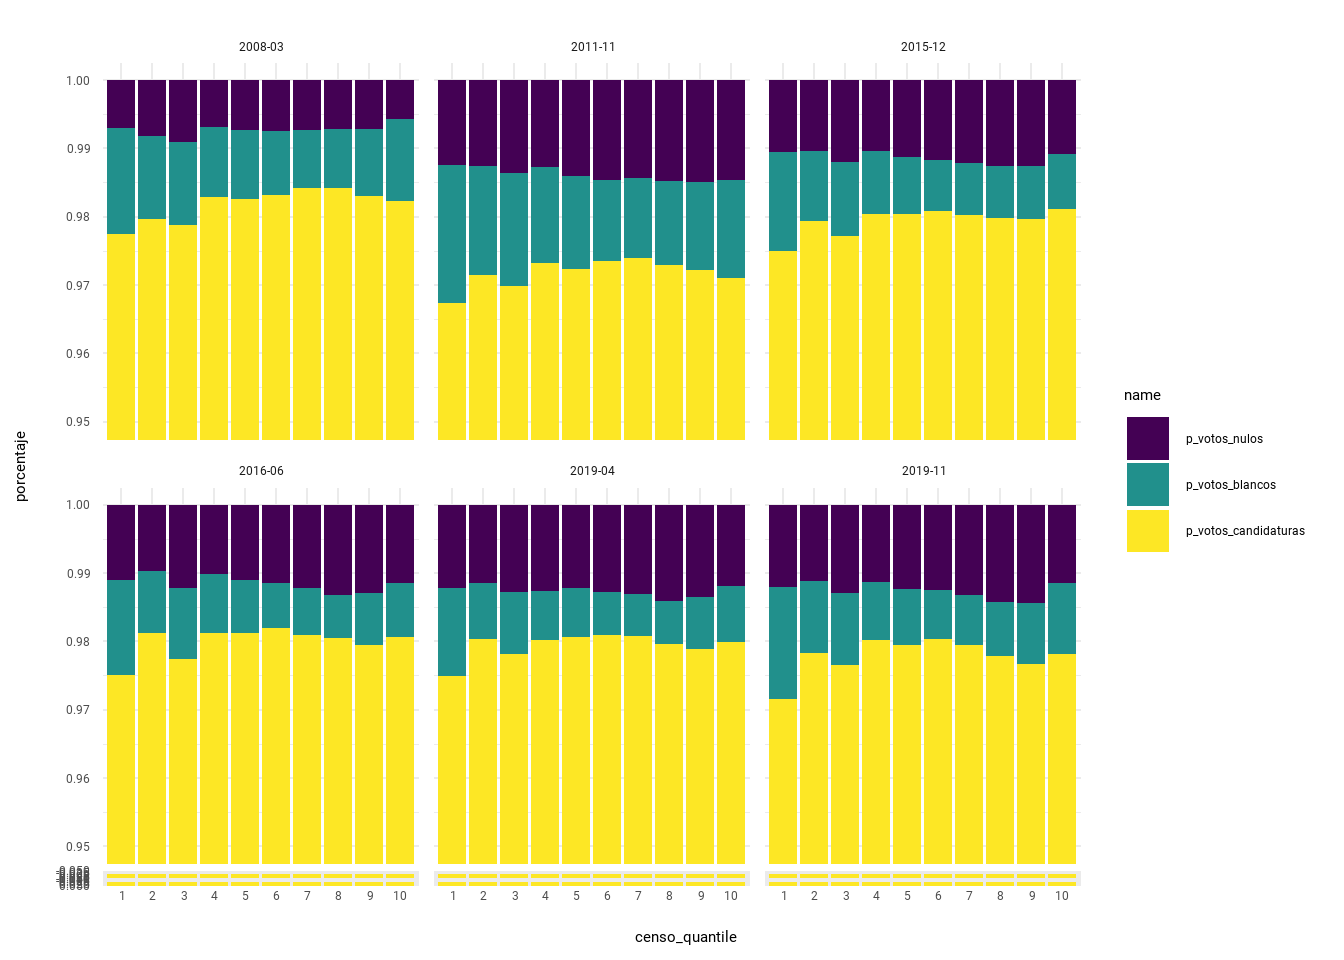 2008-03 2011-11 2015-12
1.00
0.99
0.98
0.97
0.96
0.95
2016-06 2019-04 2019-11
1.00
0.99
0.98
0.97
0.96
0.95
1 2 3 4 5 6 7 8 9 10 1 2 3 4 5 6 7 8 9 10 1 2 3 4 5 6 7 8 9 10
censo_quantile
porcentaje
name
p_votos_nulos
p_votos_blancos
p_votos_candidaturas